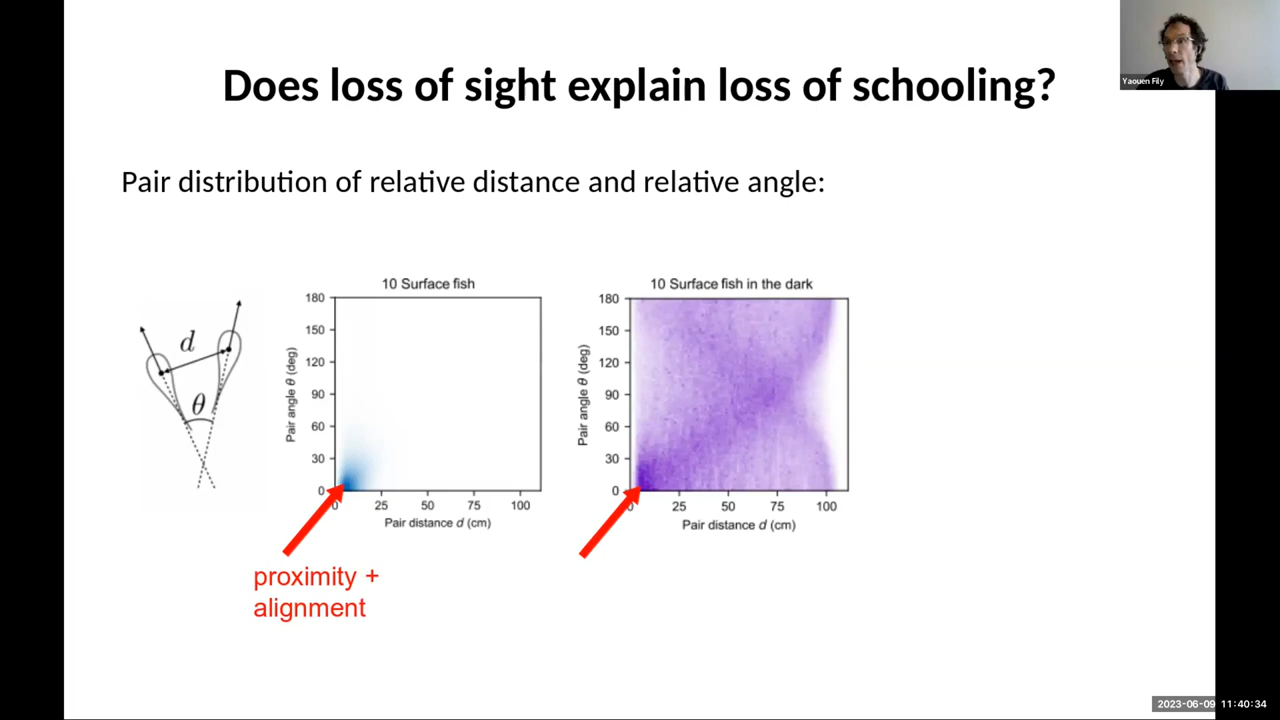 Does loss of sight explain loss of schooling?
Yaouen Fily
Pair distribution of relative distance and relative angle:
d
θ
10 Surface fish
180
150
120
90
60
30
0
Pair angle θ (deg)
0 25 50 75 100
Pair distance d (cm)
10 Surface fish in the dark
180
150
120
90
60
30
0
Pair angle θ (deg)
0 25 50 75 100
Pair distance d (cm)
proximity +
alignment
2023-06-09 11:40:34